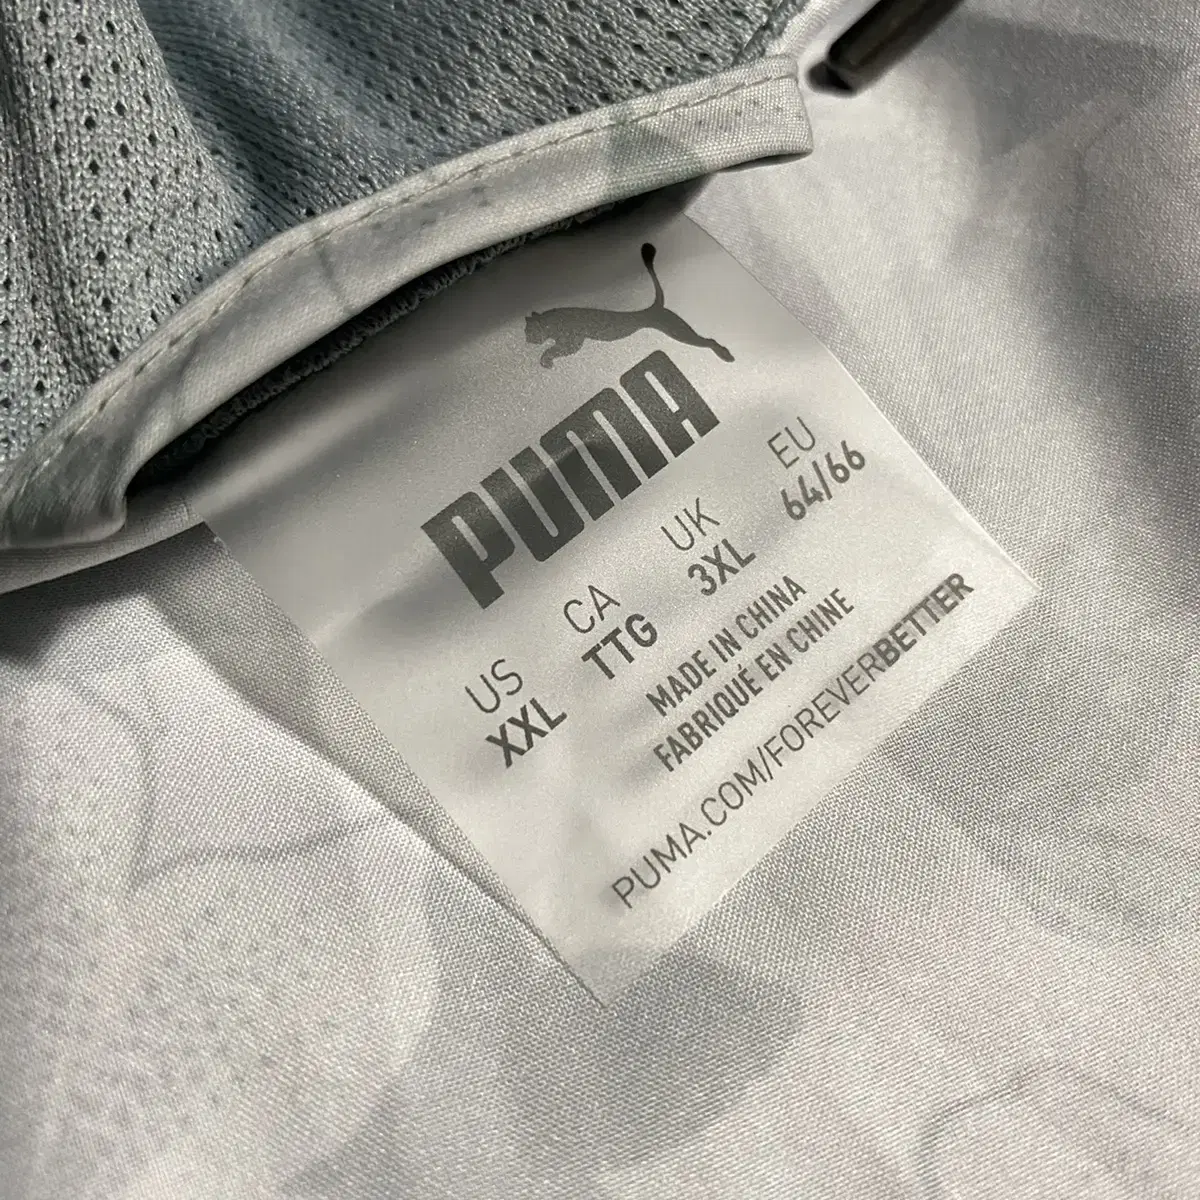 PUMA
US CA UK EU
XXL TTG 3XL 64/66
MADE IN CHINA
FABRIQUÉ EN CHINE
PUMA.COM/FOREVERBETTER